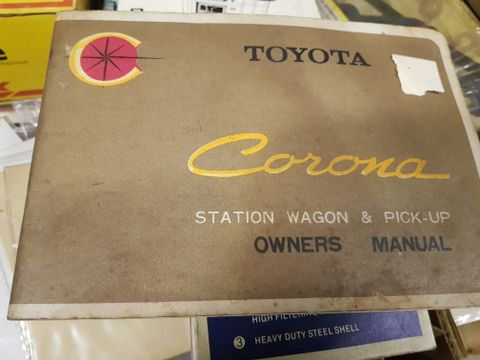 TOYOTA
Corona
STATION WAGON & PICK-UP
OWNERS MANUAL
HIGH FILTERING
3 HEAVY DUTY STEEL SHELL